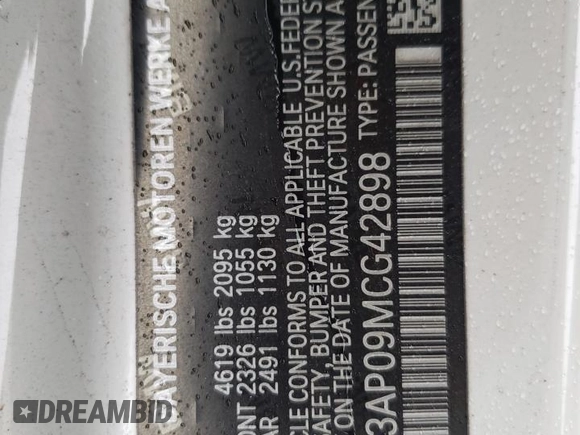 BAYERISCHE MOTOREN WERKE A
4619 lbs 2095 kg
ONT 2326 lbs 1055 kg
AR 2491 lbs 1130 kg
CLE CONFORMS TO ALL APPLICABLE U.S. FEDE
AFETY, BUMPER AND THEFT PREVENTION S
ON THE DATE OF MANUFACTURE SHOWN A
3AP09MCG42898 TYPE: PASSEN
DREAMBID